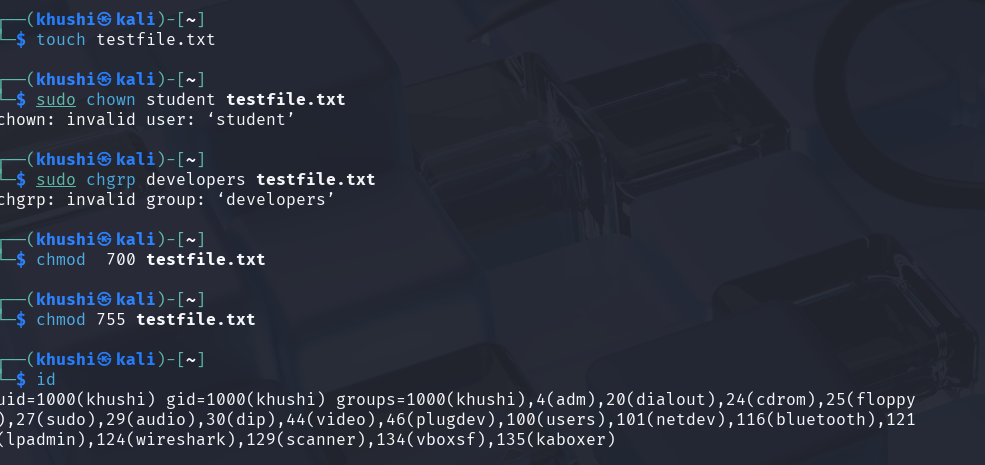 ┌──(khushi㉿kali)-[~]
└─$ touch testfile.txt
┌──(khushi㉿kali)-[~]
└─$ sudo chown student testfile.txt
chown: invalid user: ‘student’
┌──(khushi㉿kali)-[~]
└─$ sudo chgrp developers testfile.txt
chgrp: invalid group: ‘developers’
┌──(khushi㉿kali)-[~]
└─$ chmod  700 testfile.txt
┌──(khushi㉿kali)-[~]
└─$ chmod 755 testfile.txt
┌──(khushi㉿kali)-[~]
└─$ id
uid=1000(khushi) gid=1000(khushi) groups=1000(khushi),4(adm),20(dialout),24(cdrom),25(floppy
),27(sudo),29(audio),30(dip),44(video),46(plugdev),100(users),101(netdev),116(bluetooth),121
(lpadmin),124(wireshark),129(scanner),134(vboxsf),135(kaboxer)